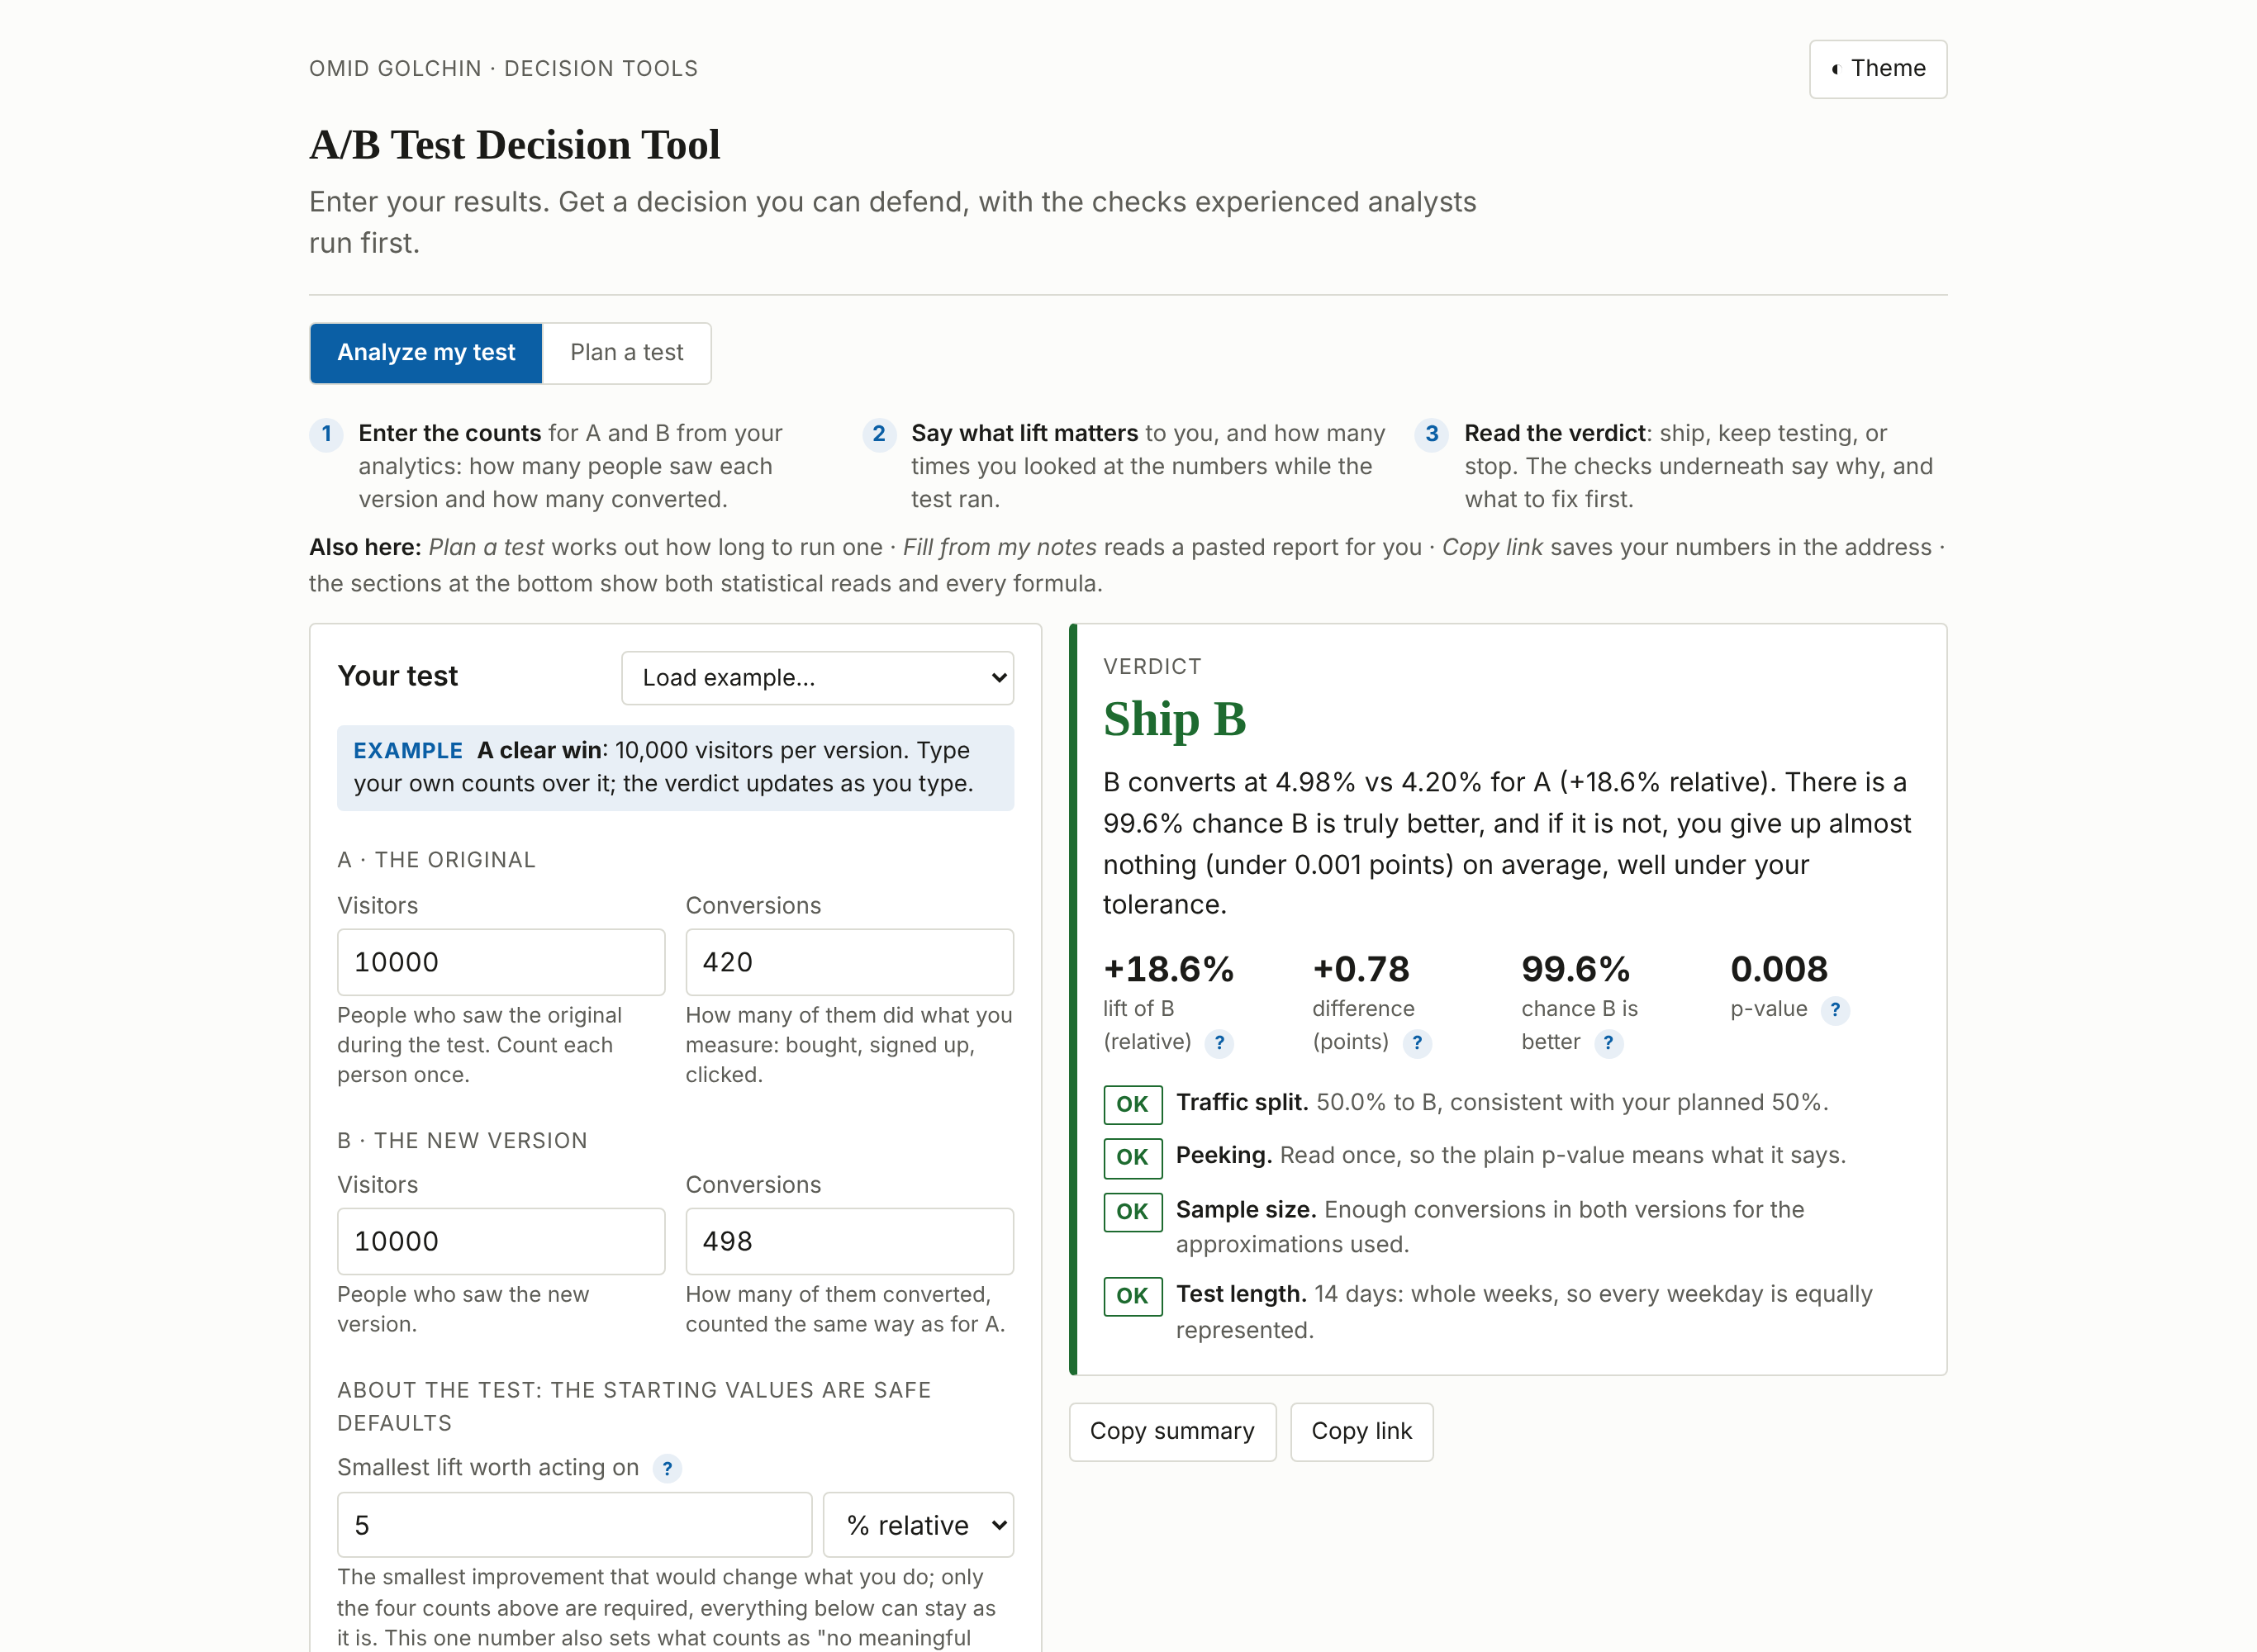 OMID GOLCHIN · DECISION TOOLS
Theme
A/B Test Decision Tool
Enter your results. Get a decision you can defend, with the checks experienced analysts
run first.
Analyze my test
Plan a test
1
Enter the counts for A and B from your
analytics: how many people saw each
version and how many converted.
2
Say what lift matters to you, and how many
times you looked at the numbers while the
test ran.
3
Read the verdict: ship, keep testing, or
stop. The checks underneath say why, and
what to fix first.
Also here: Plan a test works out how long to run one · Fill from my notes reads a pasted report for you · Copy link saves your numbers in the address ·
the sections at the bottom show both statistical reads and every formula.
Your test
Load example...
EXAMPLE A clear win: 10,000 visitors per version. Type
your own counts over it; the verdict updates as you type.
A · THE ORIGINAL
Visitors
Conversions
10000
420
People who saw the original
during the test. Count each
person once.
How many of them did what you
measure: bought, signed up,
clicked.
B · THE NEW VERSION
Visitors
Conversions
10000
498
People who saw the new
version.
How many of them converted,
counted the same way as for A.
ABOUT THE TEST: THE STARTING VALUES ARE SAFE
DEFAULTS
Smallest lift worth acting on ?
5
% relative
The smallest improvement that would change what you do; only
the four counts above are required, everything below can stay as
it is. This one number also sets what counts as "no meaningful
VERDICT
Ship B
B converts at 4.98% vs 4.20% for A (+18.6% relative). There is a
99.6% chance B is truly better, and if it is not, you give up almost
nothing (under 0.001 points) on average, well under your
tolerance.
+18.6%
lift of B
(relative) ?
+0.78
difference
(points) ?
99.6%
chance B is
better ?
0.008
p-value ?
OK Traffic split. 50.0% to B, consistent with your planned 50%.
OK Peeking. Read once, so the plain p-value means what it says.
OK Sample size. Enough conversions in both versions for the
approximations used.
OK Test length. 14 days: whole weeks, so every weekday is equally
represented.
Copy summary
Copy link